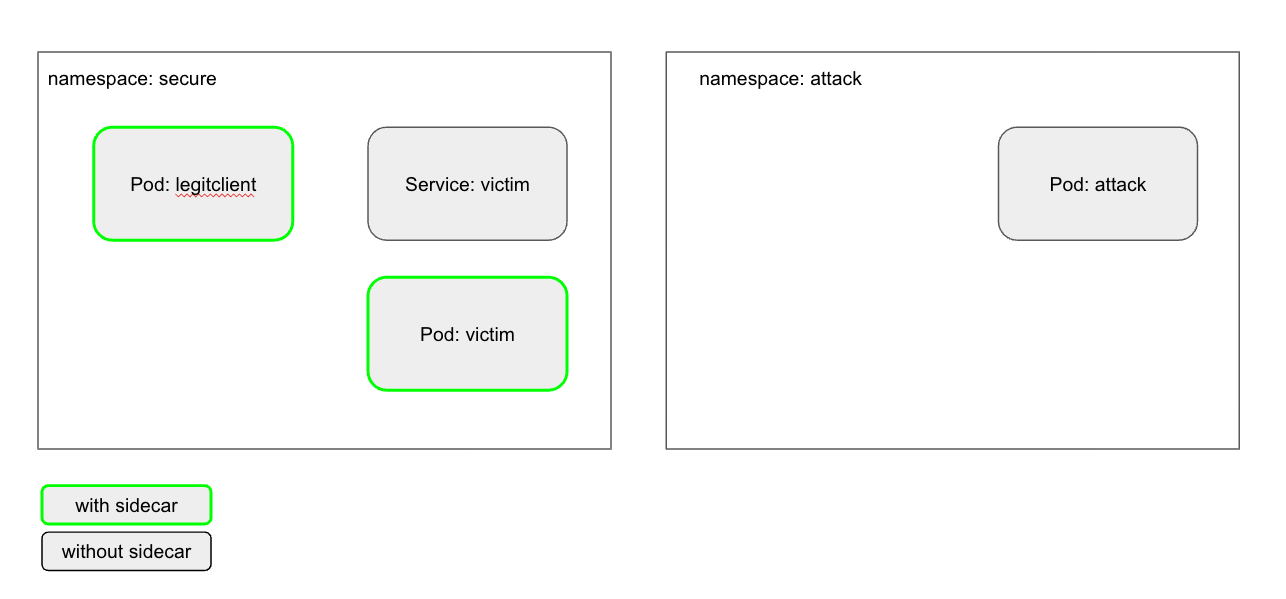 namespace: secure
namespace: attack
Pod: legitclient
Service: victim
Pod: attack
Pod: victim
with sidecar
without sidecar